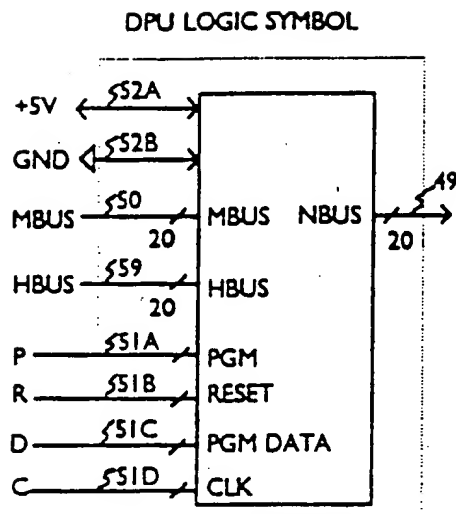 DPU LOGIC SYMBOL
+5V 52A
GND 52B
49
MBUS 50 MBUS NBUS
20 20
HBUS 59 HBUS
20
P 51A PGM
R 51B RESET
D 51C PGM DATA
C 51D CLK